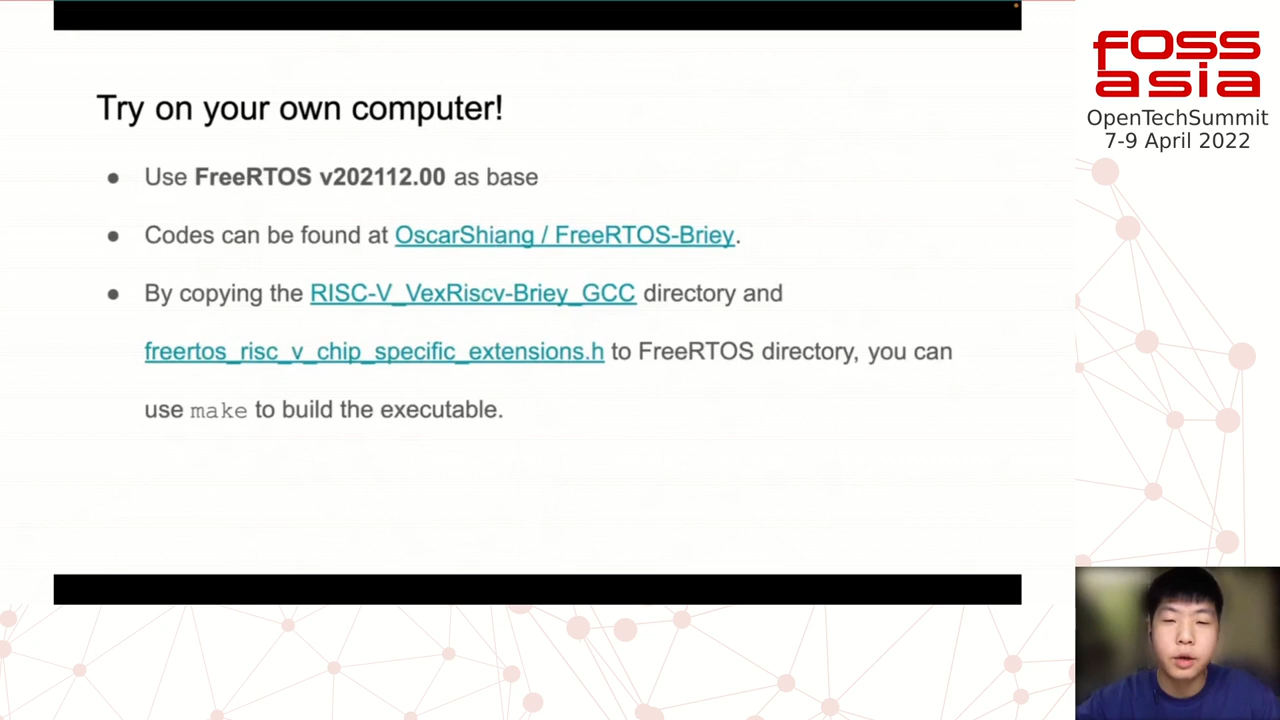 Try on your own computer!
● Use FreeRTOS v202112.00 as base
● Codes can be found at OscarShiang / FreeRTOS-Briey.
● By copying the RISC-V_VexRiscv-Briey_GCC directory and
freertos_risc_v_chip_specific_extensions.h to FreeRTOS directory, you can
use make to build the executable.
foss
asia
OpenTechSummit
7-9 April 2022